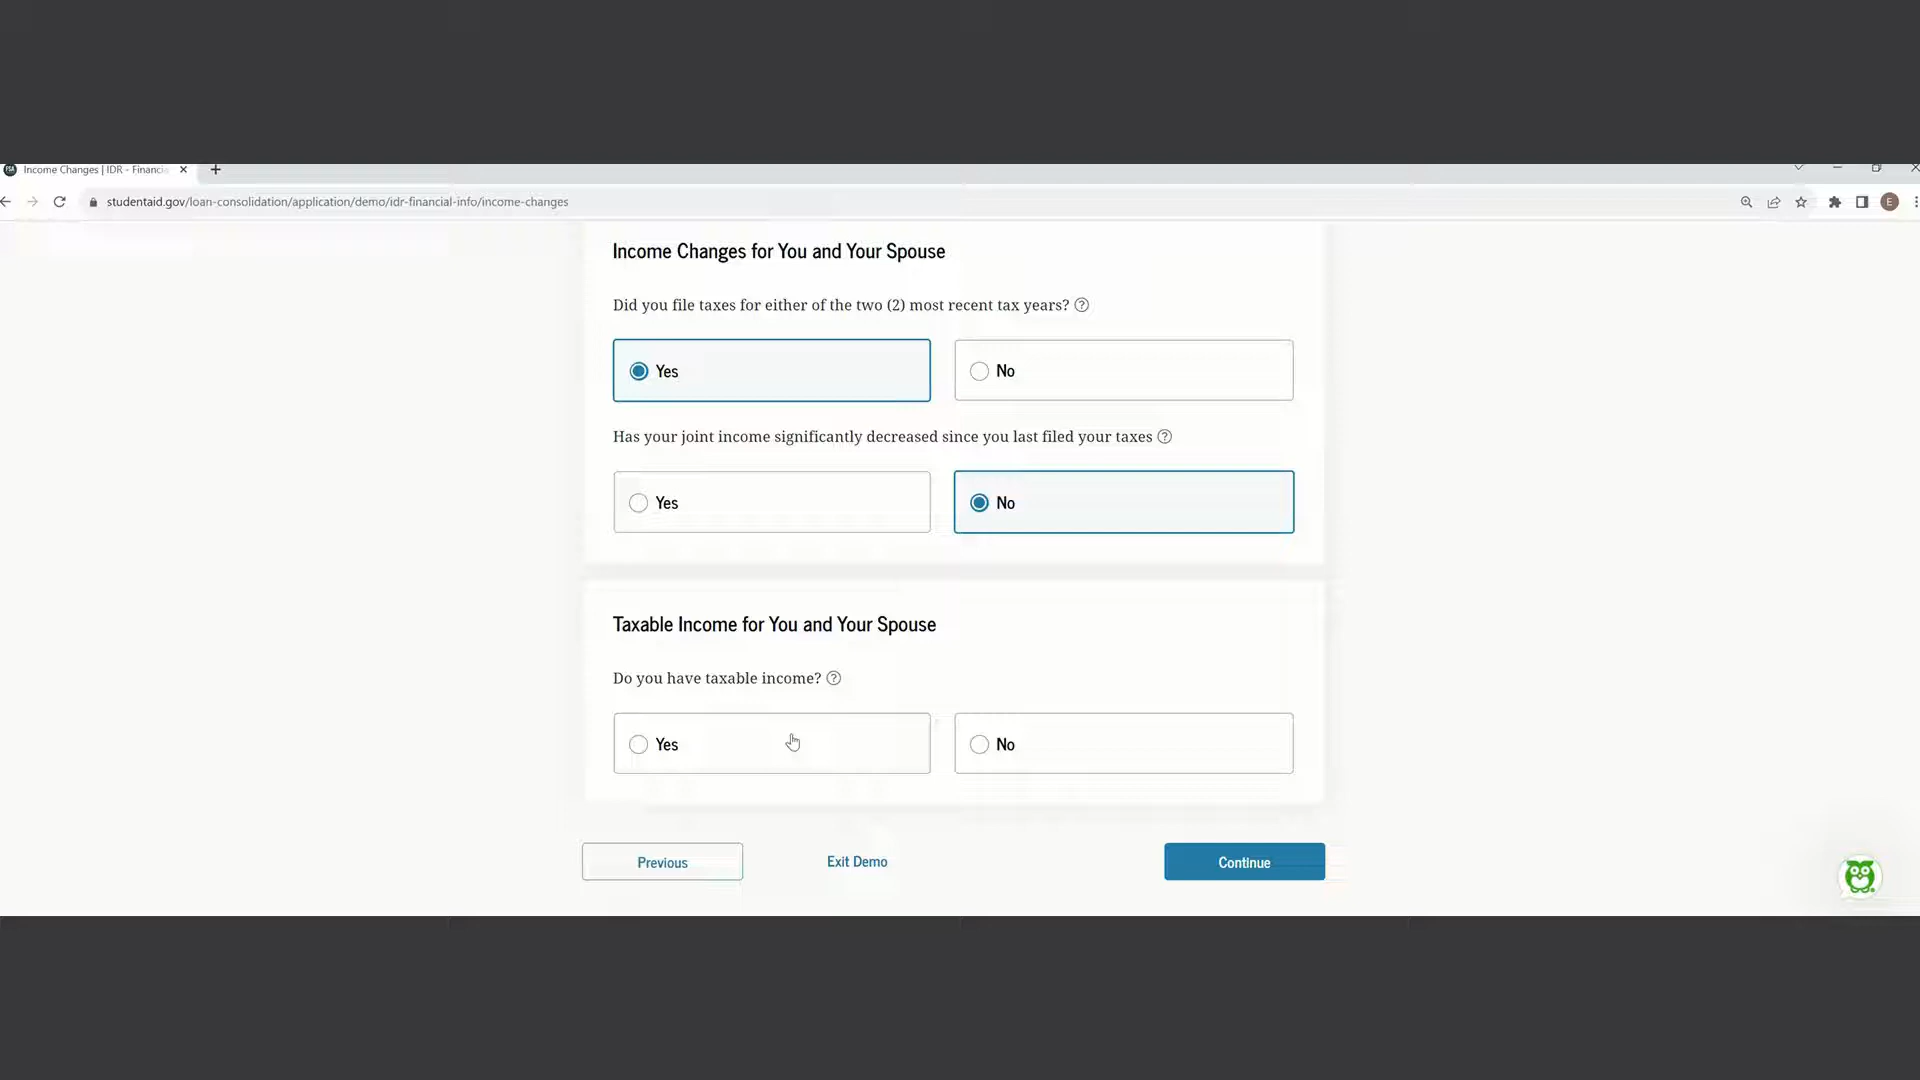 Income Changes | IDR - Financia
studentaid.gov/loan-consolidation/application/demo/idr-financial-info/income-changes
E
Income Changes for You and Your Spouse
Did you file taxes for either of the two (2) most recent tax years? ?
Yes
No
Has your joint income significantly decreased since you last filed your taxes ?
Yes
No
Taxable Income for You and Your Spouse
Do you have taxable income? ?
Yes
No
Previous
Exit Demo
Continue